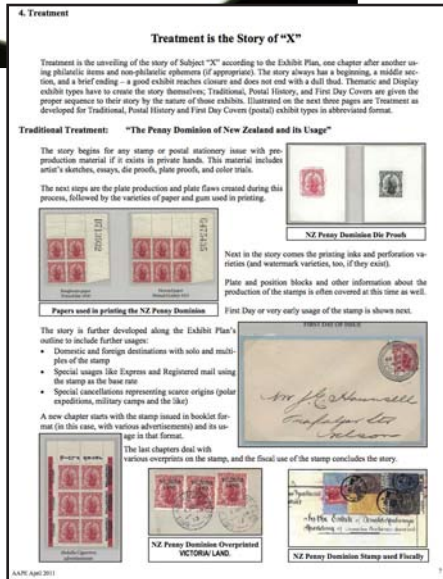 4. Treatment
Treatment is the Story of "X"
Treatment is the unveiling of the story of Subject "X" according to the Exhibit Plan, one chapter after another us-
ing philatelic items and non-philatelic ephemera (if appropriate). The story always has a beginning, a middle sec-
tion, and a brief ending – a good exhibit reaches closure and does not end with a dull thud. Thematic and Display
exhibit types have to create the story themselves; Traditional, Postal History, and First Day Covers are given the
proper sequence to their story by the nature of those exhibits. Illustrated on the next three pages are Treatment as
developed for Traditional, Postal History and First Day Covers (postal) exhibit types in abbreviated format.
Traditional Treatment: "The Penny Dominion of New Zealand and its Usage"
The story begins for any stamp or postal stationery issue with pre-
production material if it exists in private hands. This material includes
artist's sketches, essays, die proofs, plate proofs, and color trials.
The next steps are the plate production and plate flaws created during this
process, followed by the varieties of paper and gum used in printing.
NZ Penny Dominion Die Proofs
Papers used in printing the NZ Penny Dominion
Next in the story comes the printing inks and perforation va-
rieties (and watermark varieties, too, if they exist).
Plate and position blocks and other information about the
production of the stamps is often covered at this time as well.
First Day or very early usage of the stamp is shown next.
The story is further developed along the Exhibit Plan's
outline to include further usages:
• Domestic and foreign destinations with solo and multi-
ples of the stamp
• Special usages like Express and Registered mail using
the stamp as the base rate
• Special cancellations representing scarce origins (polar
expeditions, military camps and the like)
FIRST DAY OF ISSUE
Nelson
A new chapter starts with the stamp issued in booklet for-
mat (in this case, with various advertisements) and its us-
age in that format.
The last chapters deal with
various overprints on the stamp, and the fiscal use of the stamp concludes the story.
NZ Penny Dominion Overprinted
VICTORIA LAND.
NZ Penny Dominion Stamp used Fiscally
AAPE April 2011
7